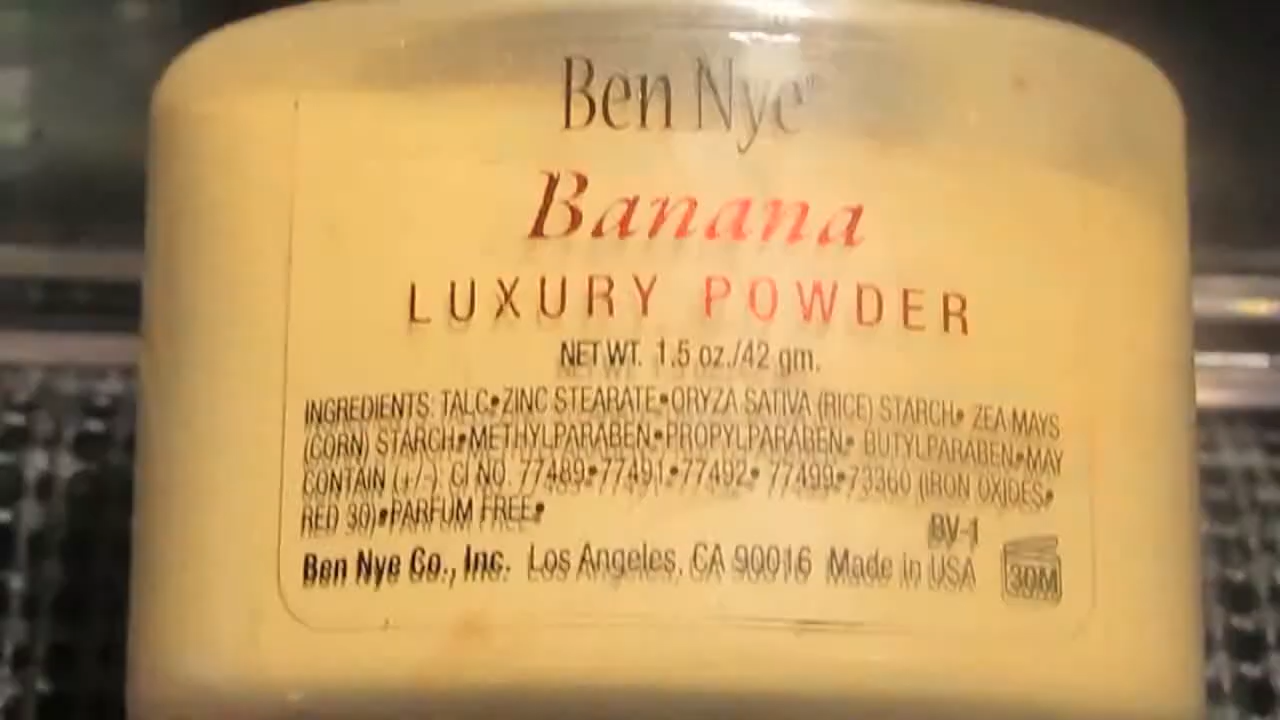 Ben Nye™
Banana
LUXURY POWDER
NET WT. 1.5 oz./42 gm.
INGREDIENTS: TALC•ZINC STEARATE•ORYZA SATIVA (RICE) STARCH• ZEA MAYS
(CORN) STARCH•METHYLPARABEN•PROPYLPARABEN• BUTYLPARABEN•MAY
CONTAIN (+/-): CI NO. 77489•77491•77492• 77499•73360 (IRON OXIDES•
RED 30)•PARFUM FREE•
BV-1
Ben Nye Co., Inc. Los Angeles, CA 90016 Made in USA
30M